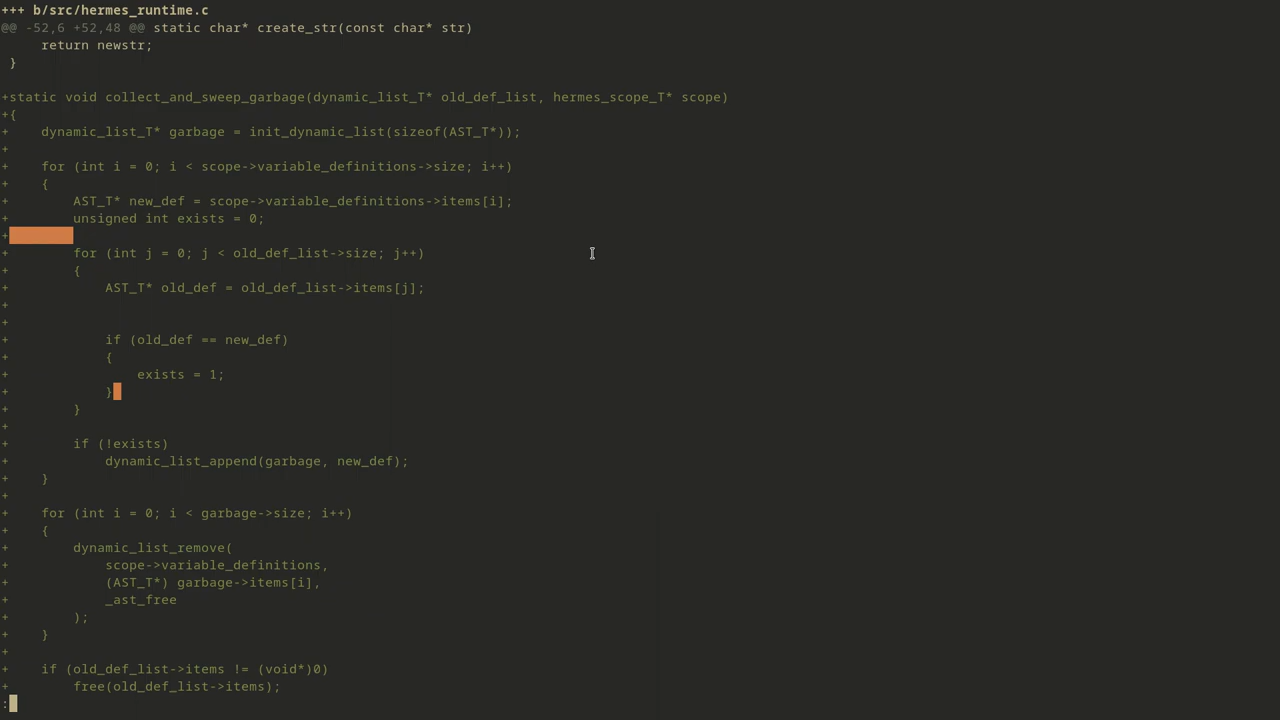 +++ b/src/hermes_runtime.c
@@ -52,6 +52,48 @@ static char* create_str(const char* str)
     return newstr;
 }

+static void collect_and_sweep_garbage(dynamic_list_T* old_def_list, hermes_scope_T* scope)
+{
+    dynamic_list_T* garbage = init_dynamic_list(sizeof(AST_T*));
+
+    for (int i = 0; i < scope->variable_definitions->size; i++)
+    {
+        AST_T* new_def = scope->variable_definitions->items[i];
+        unsigned int exists = 0;
+
+        for (int j = 0; j < old_def_list->size; j++)
+        {
+            AST_T* old_def = old_def_list->items[j];
+
+
+            if (old_def == new_def)
+            {
+                exists = 1;
+            }
+        }
+
+        if (!exists)
+            dynamic_list_append(garbage, new_def);
+    }
+
+    for (int i = 0; i < garbage->size; i++)
+    {
+        dynamic_list_remove(
+            scope->variable_definitions,
+            (AST_T*) garbage->items[i],
+            _ast_free
+        );
+    }
+
+    if (old_def_list->items != (void*)0)
+        free(old_def_list->items);
: